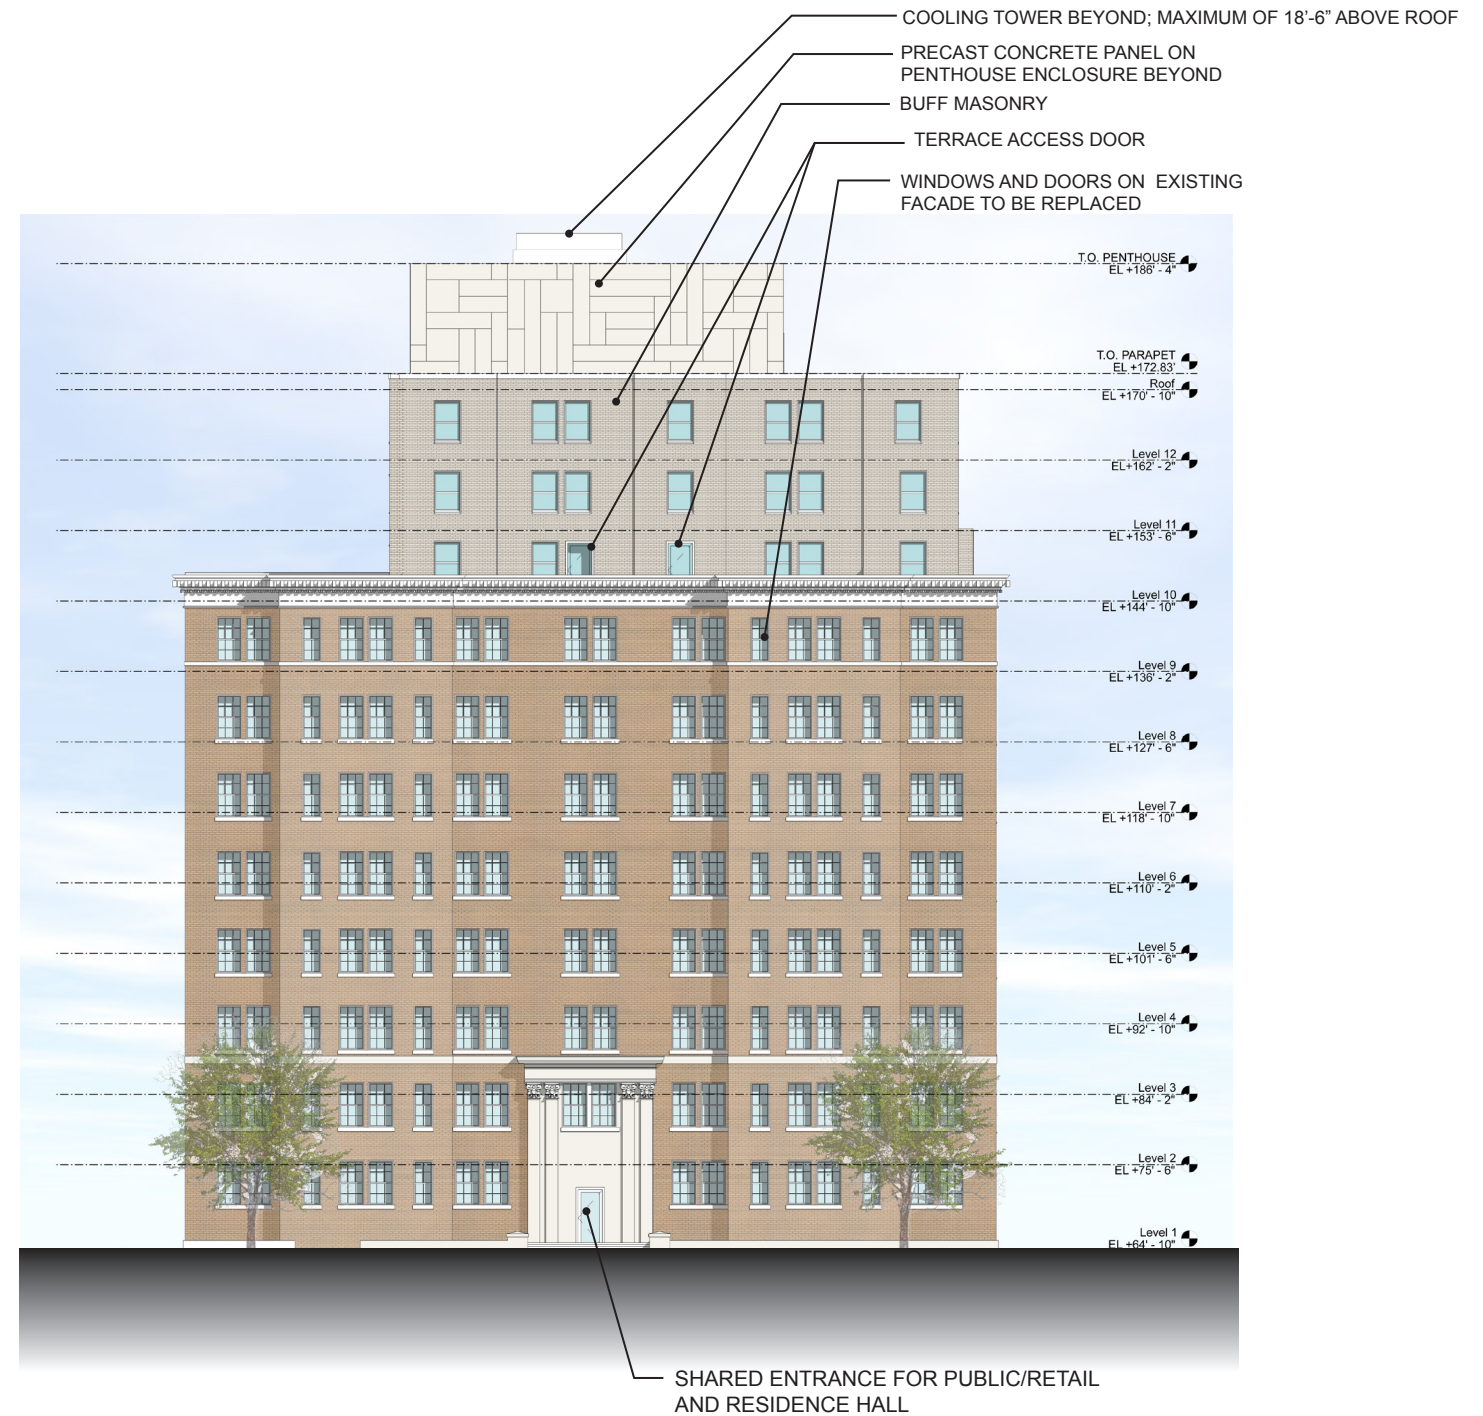 COOLING TOWER BEYOND; MAXIMUM OF 18'-6” ABOVE ROOF
PRECAST CONCRETE PANEL ON
PENTHOUSE ENCLOSURE BEYOND
BUFF MASONRY
TERRACE ACCESS DOOR
WINDOWS AND DOORS ON EXISTING
FACADE TO BE REPLACED
T.O. PENTHOUSE
EL +186' - 4"
T.O. PARAPET
EL +172.83'
Roof
EL +170' - 10"
Level 12
EL+162' - 2"
Level 11
EL +153' - 6"
Level 10
EL +144' - 10"
Level 9
EL +136' - 2"
Level 8
EL +127' - 6"
Level 7
EL +118' - 10"
Level 6
EL +110' - 2"
Level 5
EL +101' - 6"
Level 4
EL +92' - 10"
Level 3
EL +84' - 2"
Level 2
EL +75' - 6"
Level 1
EL +64' - 10"
SHARED ENTRANCE FOR PUBLIC/RETAIL
AND RESIDENCE HALL